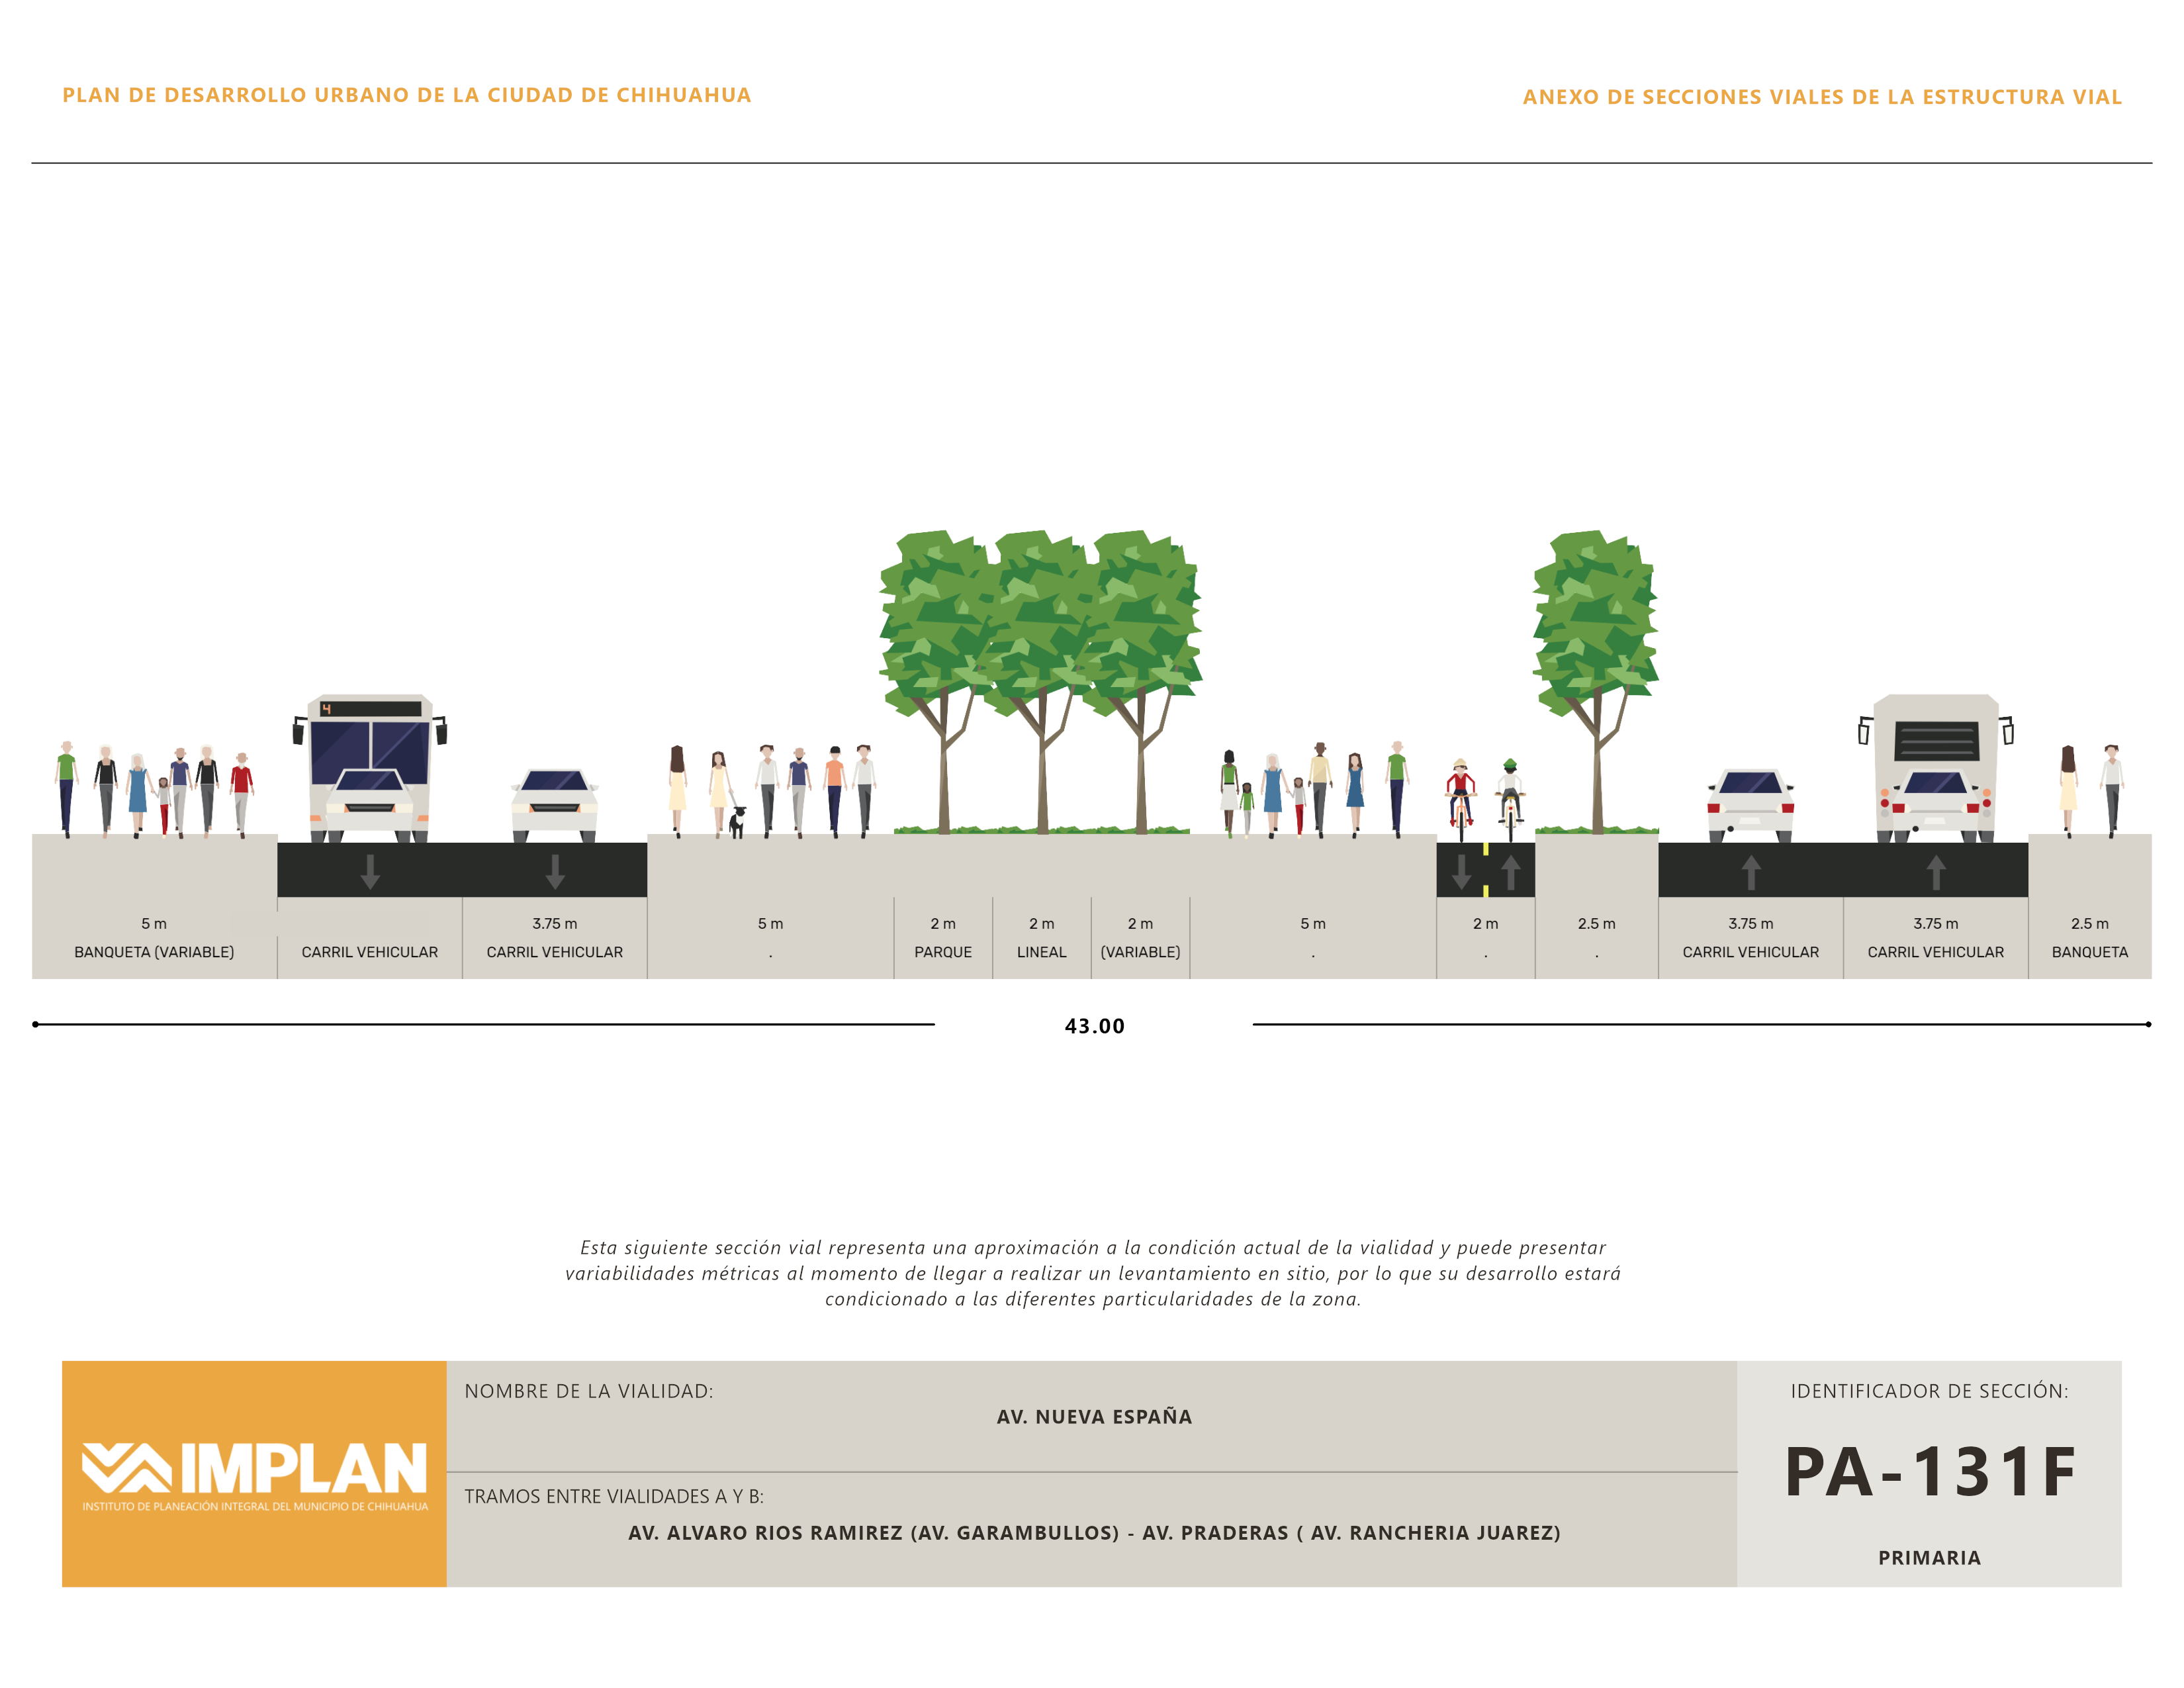 PLAN DE DESARROLLO URBANO DE LA CIUDAD DE CHIHUAHUA
ANEXO DE SECCIONES VIALES DE LA ESTRUCTURA VIAL
4
5 m 3.75 m 5 m 2 m 2 m 2 m 5 m 2 m 2.5 m 3.75 m 3.75 m 2.5 m
BANQUETA (VARIABLE) CARRIL VEHICULAR CARRIL VEHICULAR . PARQUE LINEAL (VARIABLE) . . . CARRIL VEHICULAR CARRIL VEHICULAR BANQUETA
43.00
Esta siguiente sección vial representa una aproximación a la condición actual de la vialidad y puede presentar
variabilidades métricas al momento de llegar a realizar un levantamiento en sitio, por lo que su desarrollo estará
condicionado a las diferentes particularidades de la zona.
IMPLAN
INSTITUTO DE PLANEACIÓN INTEGRAL DEL MUNICIPIO DE CHIHUAHUA
NOMBRE DE LA VIALIDAD:
AV. NUEVA ESPAÑA
TRAMOS ENTRE VIALIDADES A Y B:
AV. ALVARO RIOS RAMIREZ (AV. GARAMBULLOS) - AV. PRADERAS ( AV. RANCHERIA JUAREZ)
IDENTIFICADOR DE SECCIÓN:
PA-131F
PRIMARIA